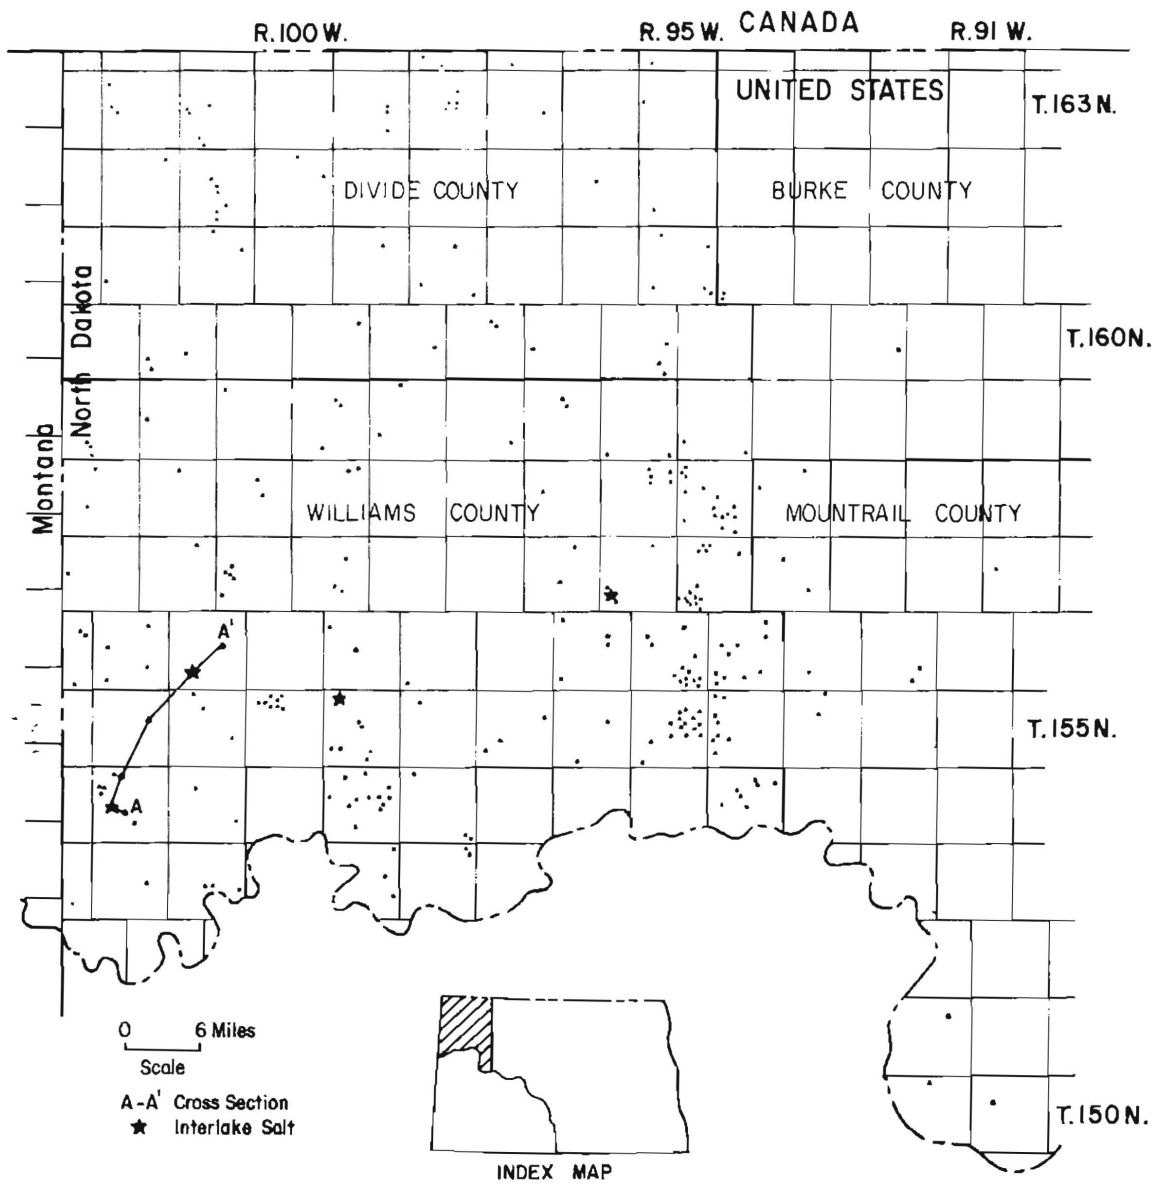 R.100 W.
R. 95 W.
CANADA
R.91 W.
UNITED STATES
T.163 N.
DIVIDE COUNTY
BURKE COUNTY
North Dakota
T.160N.
Montana
WILLIAMS COUNTY
MOUNTRAIL COUNTY
A'
T.155N.
A
0 6 Miles
Scale
A-A' Cross Section
★ Interlake Salt
T.150N.
INDEX MAP